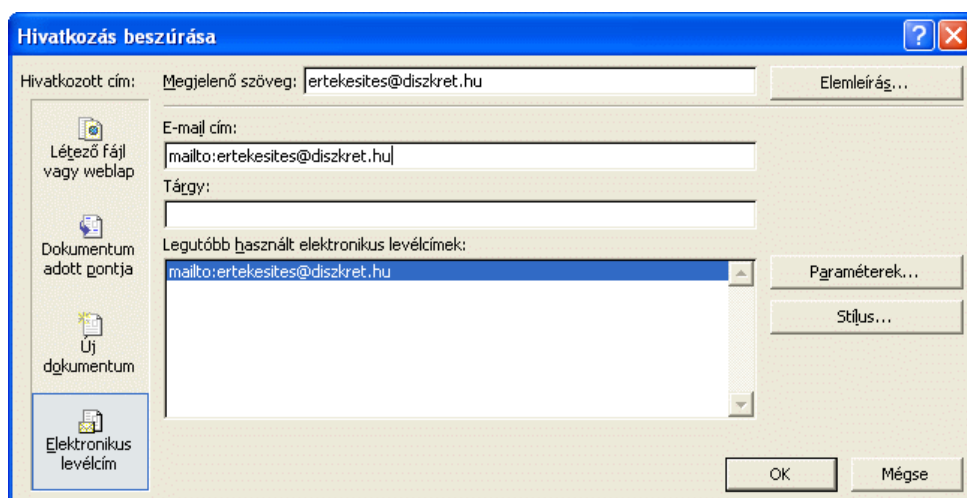 Hivatkozás beszúrása
Hivatkozott cím:
Megjelenő szöveg: ertekesites@diszkret.hu
Elemleírás...
Létező fájl
vagy weblap
Dokumentum
adott pontja
Új
dokumentum
Elektronikus
levélcím
E-mail cím:
mailto:ertekesites@diszkret.hu
Tárgy:
Legutóbb használt elektronikus levélcímek:
mailto:ertekesites@diszkret.hu
Paraméterek...
Stílus...
OK
Mégse